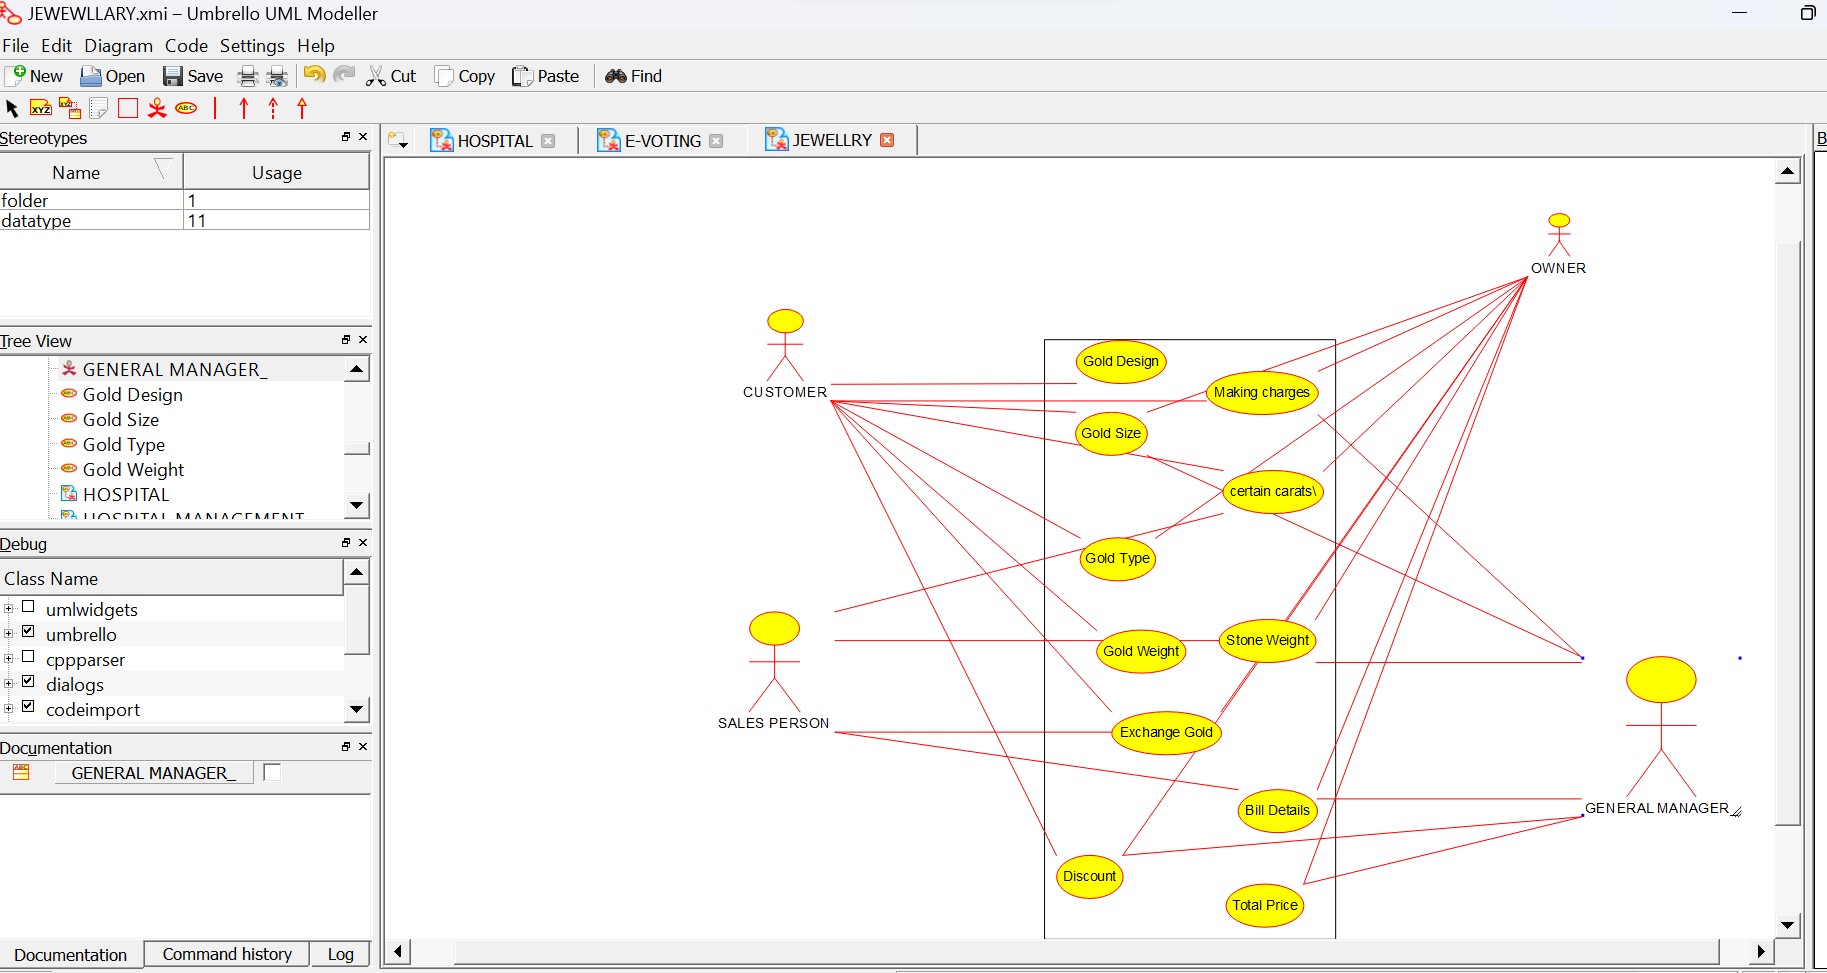 JEWEWLLARY.xmi – Umbrello UML Modeller
File Edit Diagram Code Settings Help
New Open Save Cut Copy Paste Find
XYZ XYZ ABC
Stereotypes
Name Usage
folder 1
datatype 11
Tree View
GENERAL MANAGER_
Gold Design
Gold Size
Gold Type
Gold Weight
HOSPITAL
HOSPITAL MANAGEMENT
Debug
Class Name
umlwidgets
umbrello
cppparser
dialogs
codeimport
Documentation
GENERAL MANAGER_
Documentation Command history Log
HOSPITAL E-VOTING JEWELLRY
B
OWNER
CUSTOMER
Gold Design
Making charges
Gold Size
certain carats\
Gold Type
SALES PERSON
Gold Weight
Stone Weight
Exchange Gold
Bill Details
GENERAL MANAGER_
Discount
Total Price